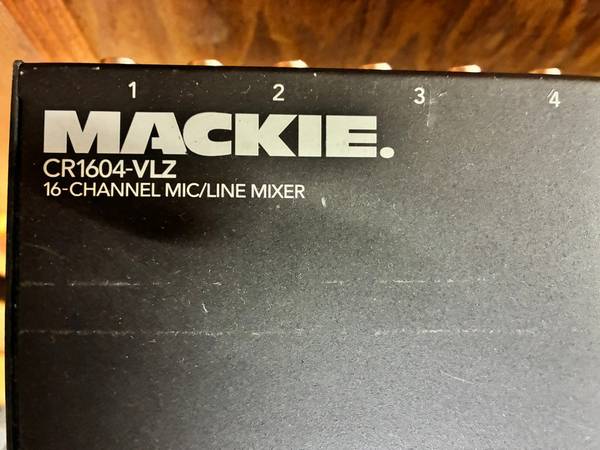 1 2 3 4
MACKIE.
CR1604-VLZ
16-CHANNEL MIC/LINE MIXER